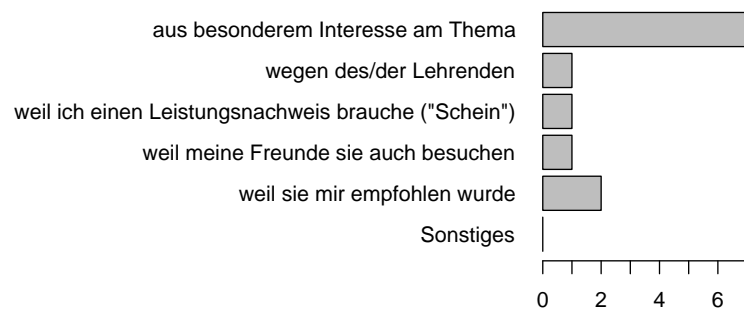 aus besonderem Interesse am Thema
wegen des/der Lehrenden
weil ich einen Leistungsnachweis brauche ("Schein")
weil meine Freunde sie auch besuchen
weil sie mir empfohlen wurde
Sonstiges
0 2 4 6